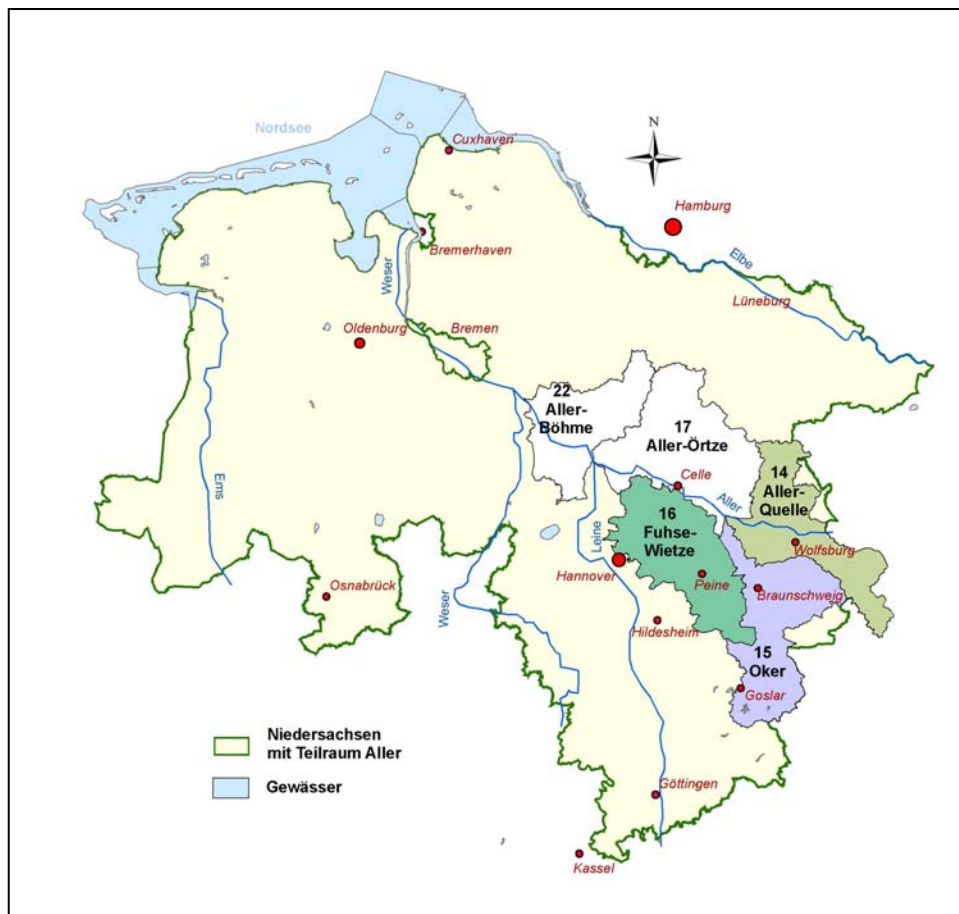 Nordsee
Cuxhaven
N
Hamburg
Bremerhaven
Weser
Elbe
Lüneburg
Oldenburg
Bremen
22
Aller-
Böhme
17
Aller-Örtze
14
Aller-
Quelle
Celle
Aller
Ems
16
Fuhse-
Wietze
Leine
Wolfsburg
Hannover
Peine
Braunschweig
Osnabrück
Weser
Hildesheim
15
Oker
Goslar
Niedersachsen
mit Teilraum Aller
Gewässer
Göttingen
Kassel